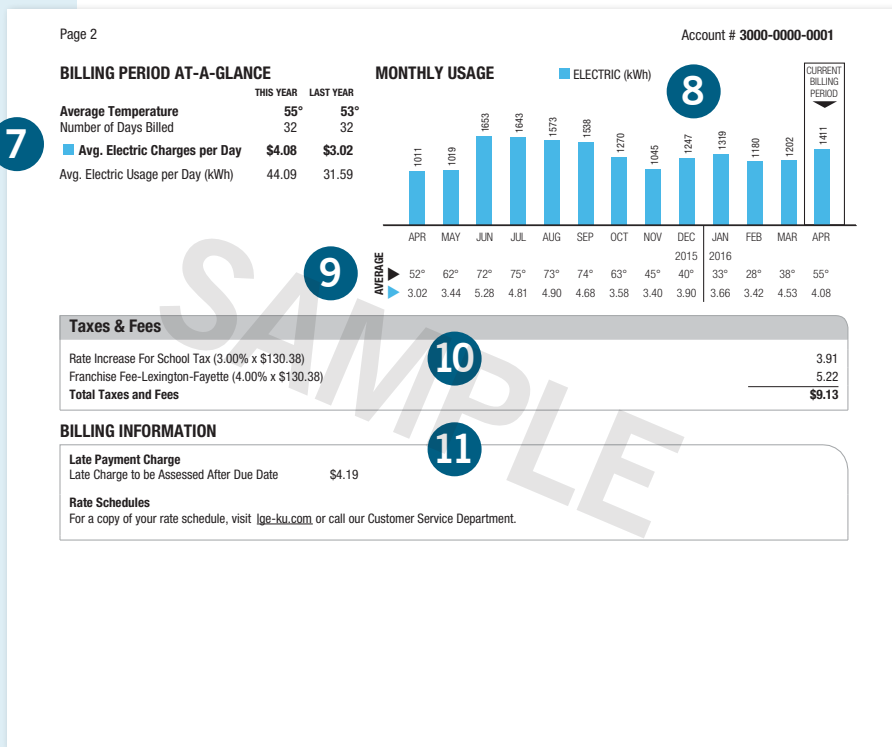 Page 2
Account # 3000-0000-0001
BILLING PERIOD AT-A-GLANCE
THIS YEAR LAST YEAR
Average Temperature 55° 53°
Number of Days Billed 32 32
Avg. Electric Charges per Day $4.08 $3.02
Avg. Electric Usage per Day (kWh) 44.09 31.59
7
MONTHLY USAGE
ELECTRIC (kWh)
8
CURRENT
BILLING
PERIOD
1011 1019 1653 1643 1573 1538 1270 1045 1247 1319 1180 1202 1411
APR MAY JUN JUL AUG SEP OCT NOV DEC JAN FEB MAR APR
2015 2016
9
AVERAGE
52° 62° 72° 75° 73° 74° 63° 45° 40° 33° 28° 38° 55°
3.02 3.44 5.28 4.81 4.90 4.68 3.58 3.40 3.90 3.66 3.42 4.53 4.08
SAMPLE
Taxes & Fees
10
Rate Increase For School Tax (3.00% x $130.38) 3.91
Franchise Fee-Lexington-Fayette (4.00% x $130.38) 5.22
Total Taxes and Fees $9.13
BILLING INFORMATION
11
Late Payment Charge
Late Charge to be Assessed After Due Date $4.19
Rate Schedules
For a copy of your rate schedule, visit lge-ku.com or call our Customer Service Department.